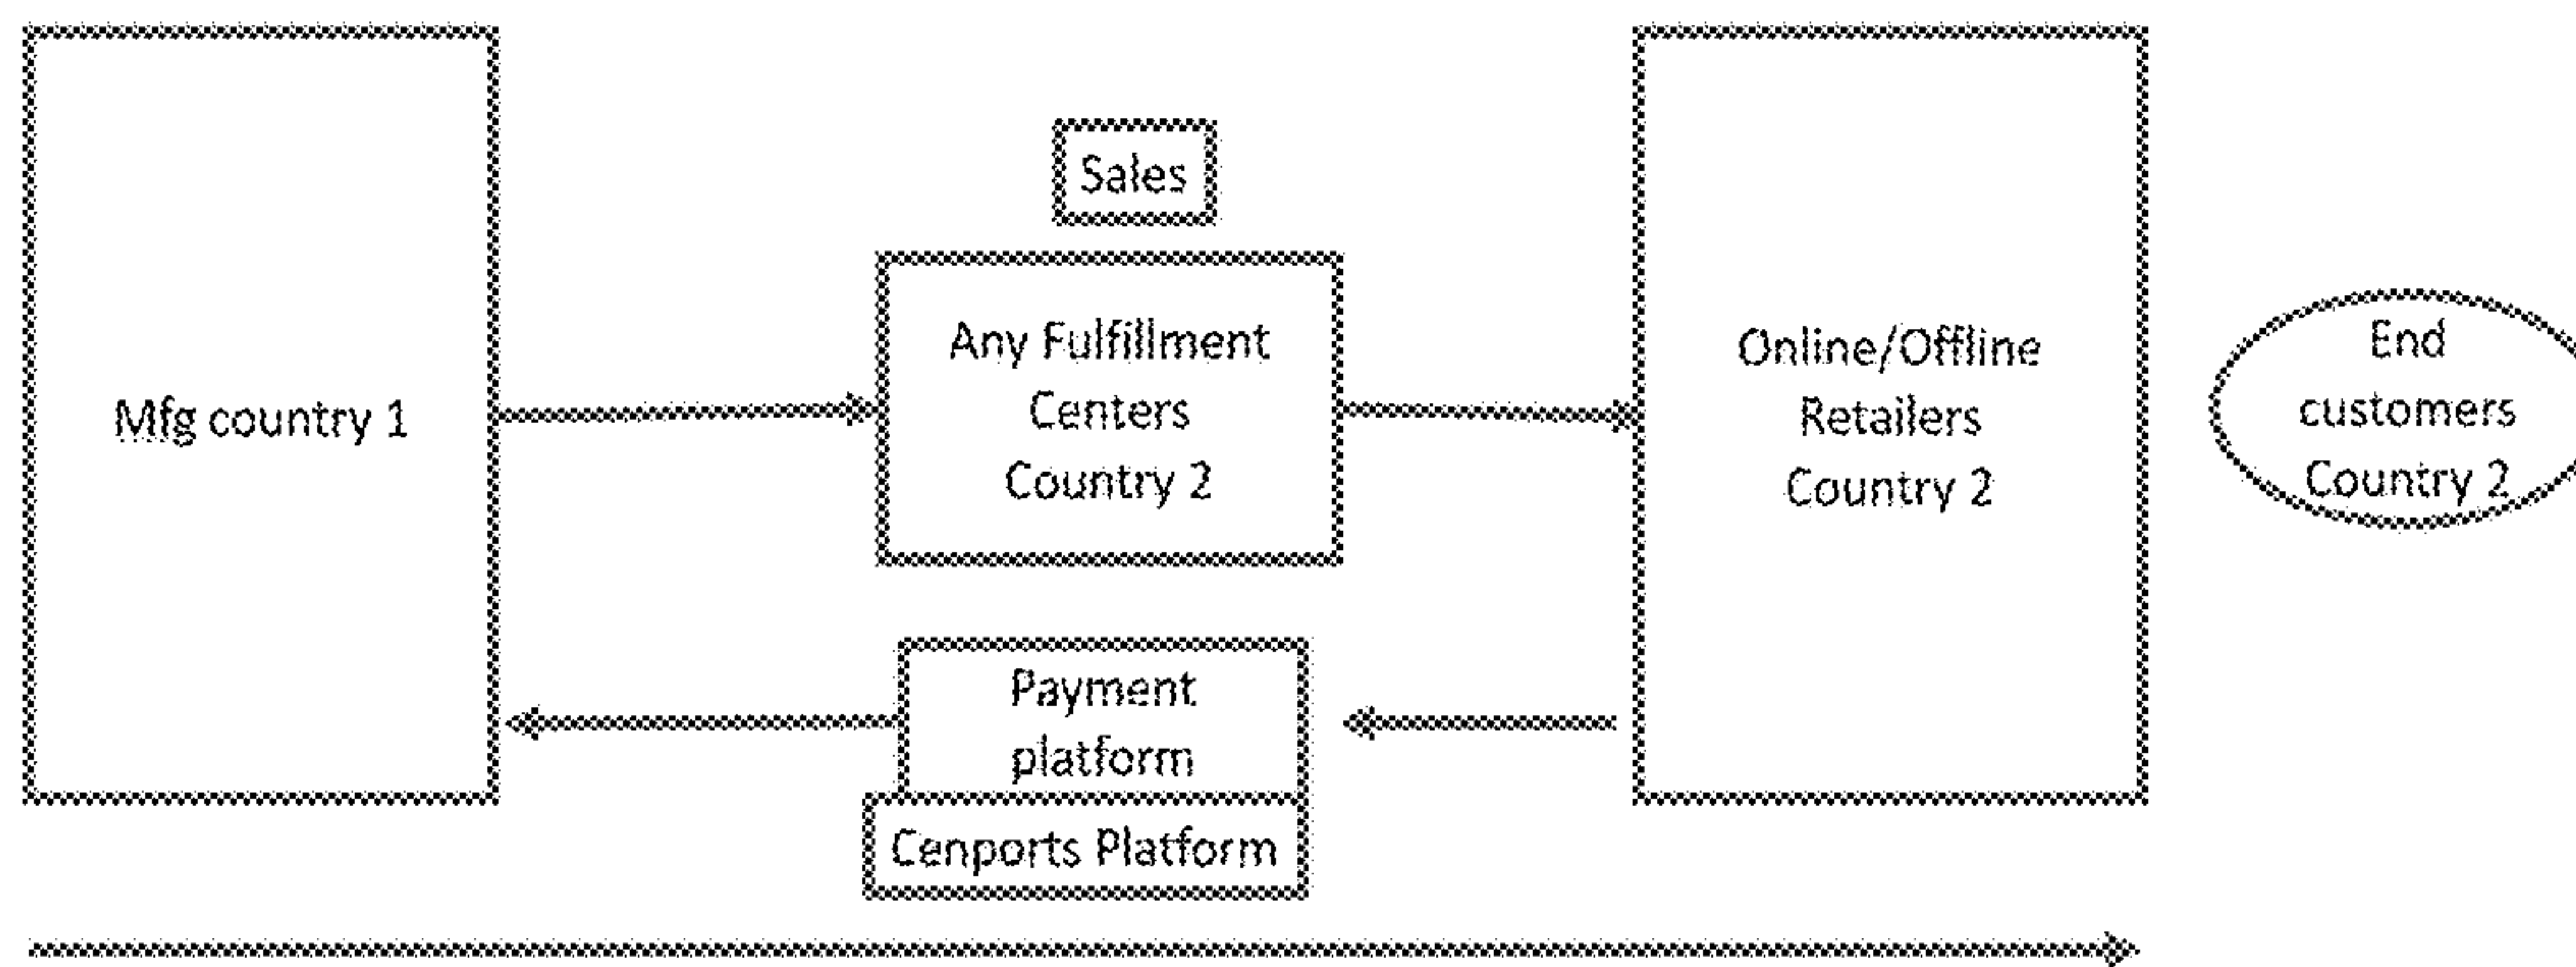 Mfg country 1
Sales
Any Fulfillment
Centers
Country 2
Payment
platform
Cenports Platform
Online/Offline
Retailers
Country 2
End
customers
Country 2